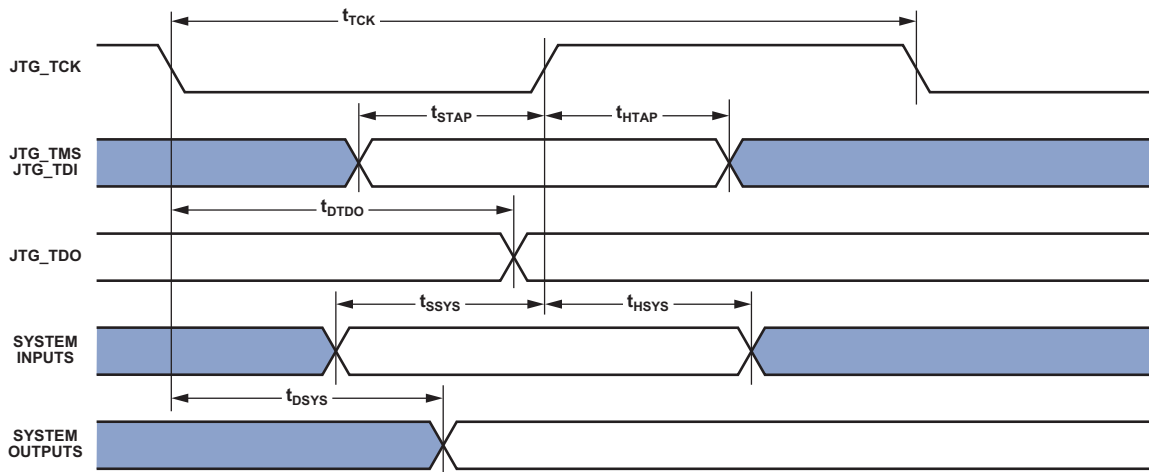 tTCK
JTG_TCK
tSTAP
tHTAP
JTG_TMS
JTG_TDI
tDTDO
JTG_TDO
tSSYS
tHSYS
SYSTEM
INPUTS
tDSYS
SYSTEM
OUTPUTS